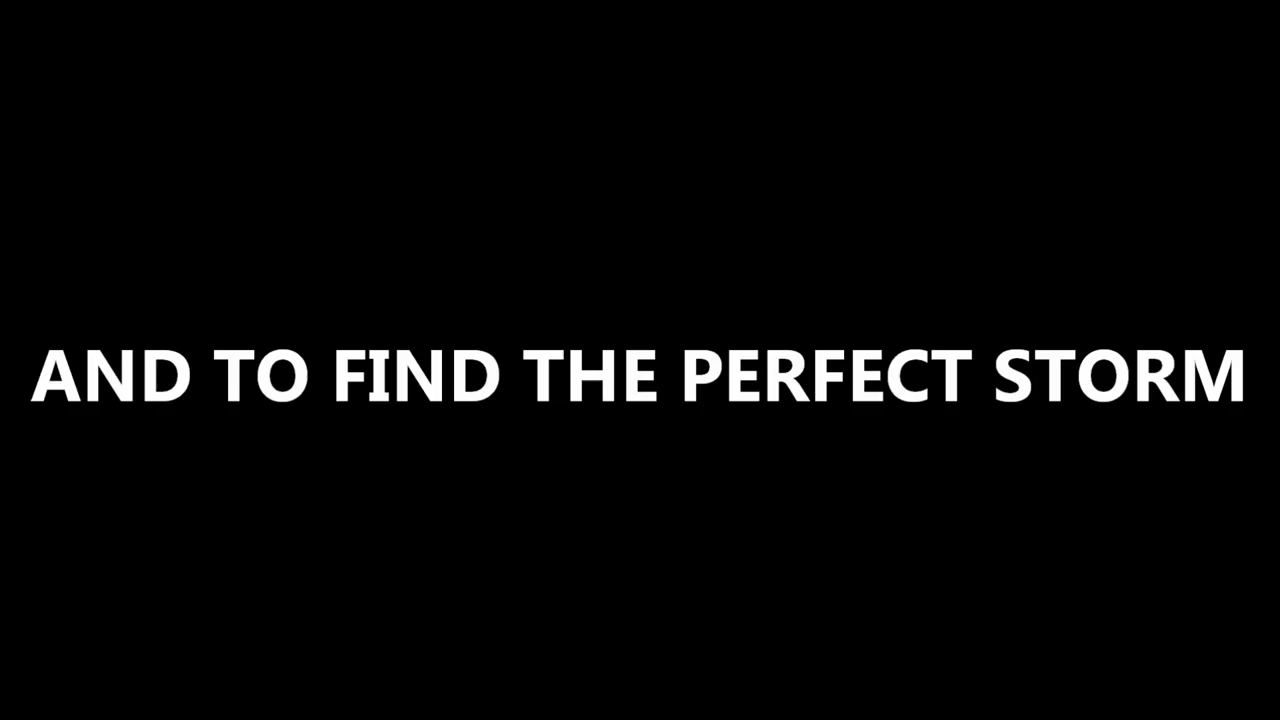 AND TO FIND THE PERFECT STORM